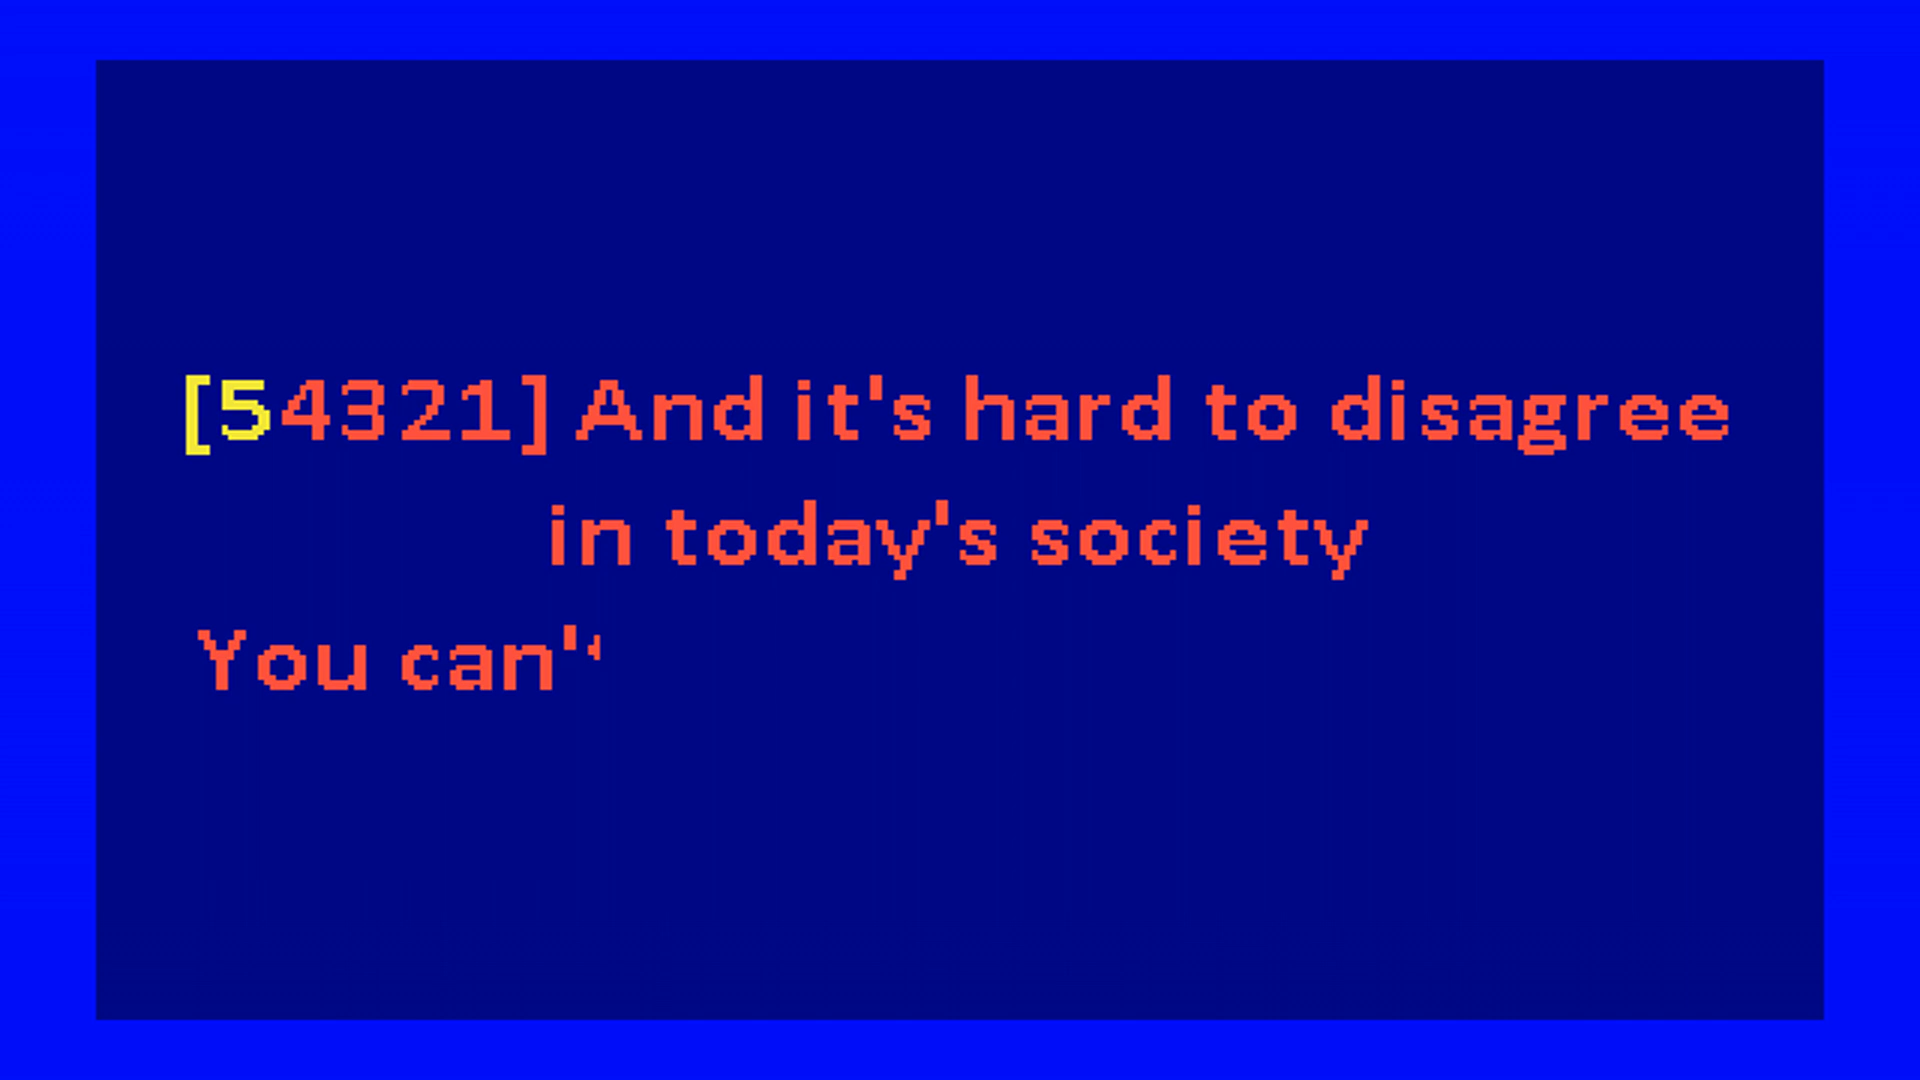 [54321] And it's hard to disagree
in today's society
You can'